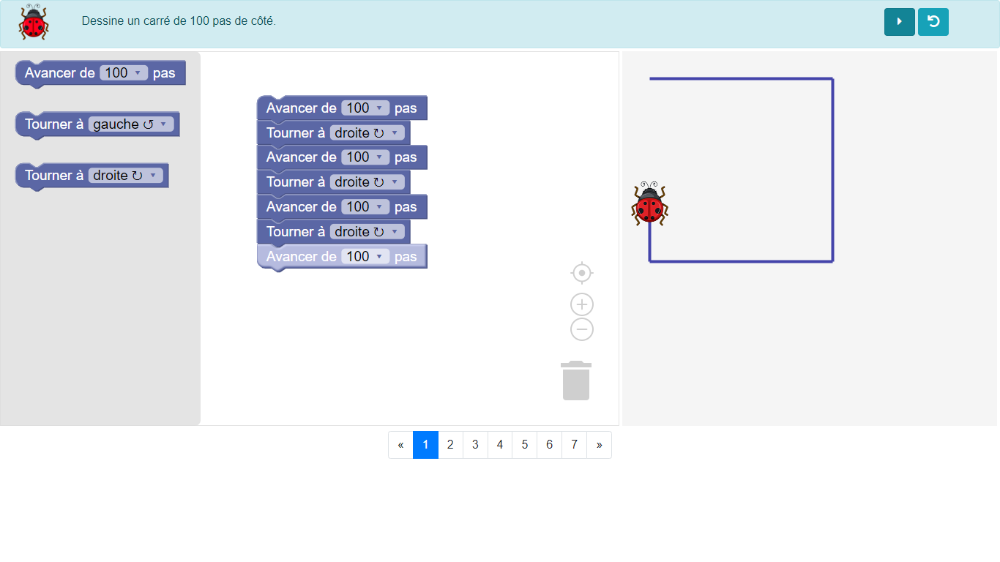 Dessine un carré de 100 pas de côté.
Avancer de 100 pas
Tourner à gauche ↺
Tourner à droite ↻
Avancer de 100 pas
Tourner à droite ↻
Avancer de 100 pas
Tourner à droite ↻
Avancer de 100 pas
Tourner à droite ↻
Avancer de 100 pas
« 1 2 3 4 5 6 7 »